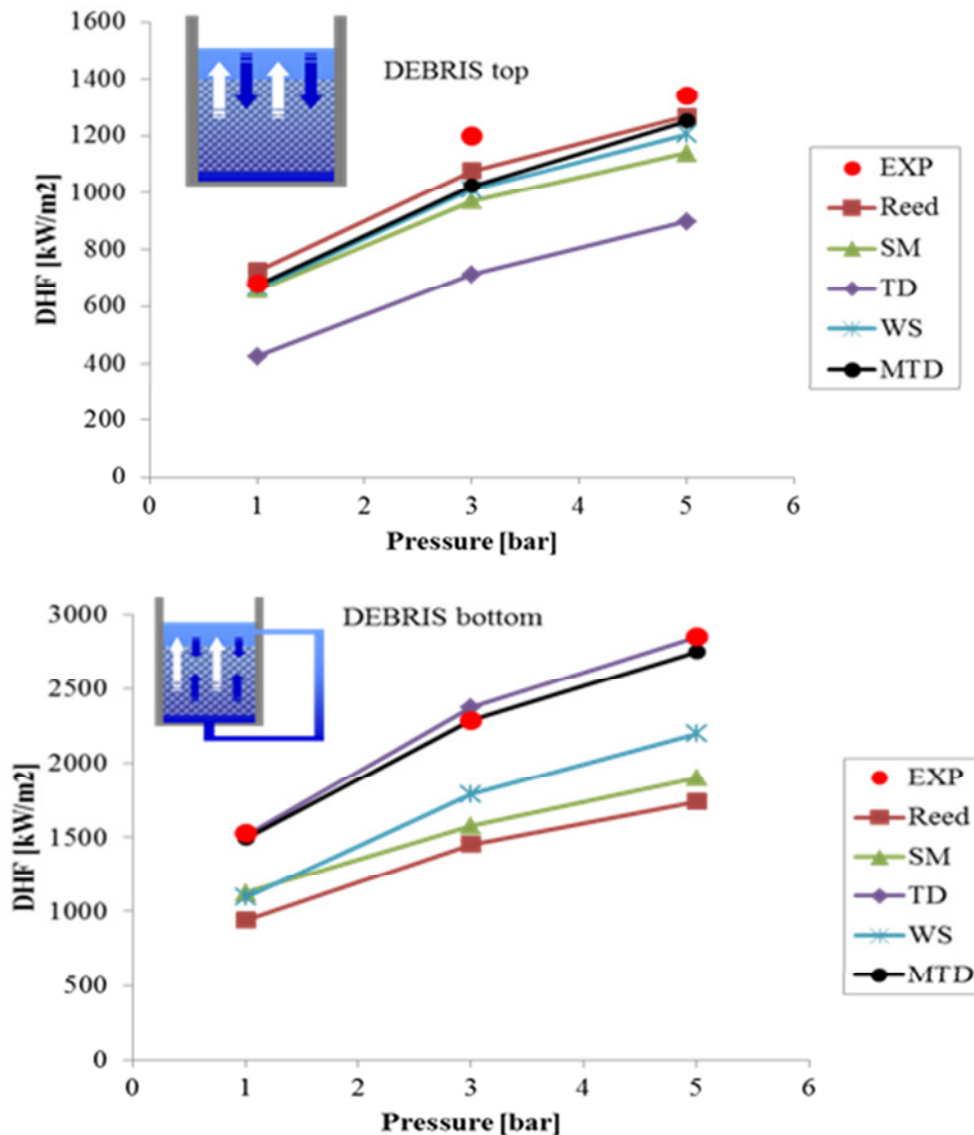 1600
1400
1200
1000
800
600
400
200
0
DHF [kW/m2]
DEBRIS top
0 1 2 3 4 5 6
Pressure [bar]
EXP
Reed
SM
TD
WS
MTD
3000
2500
2000
1500
1000
500
0
DHF [kW/m2]
DEBRIS bottom
0 1 2 3 4 5 6
Pressure [bar]
EXP
Reed
SM
TD
WS
MTD